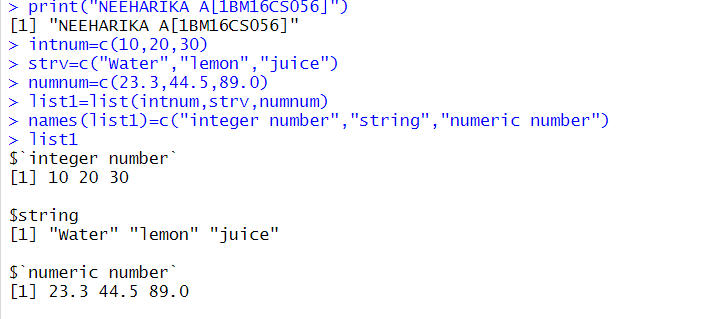 > print("NEEHARIKA A[1BM16CS056]")
[1] "NEEHARIKA A[1BM16CS056]"
> intnum=c(10,20,30)
> strv=c("Water","lemon","juice")
> numnum=c(23.3,44.5,89.0)
> list1=list(intnum,strv,numnum)
> names(list1)=c("integer number","string","numeric number")
> list1
$`integer number`
[1] 10 20 30
$string
[1] "Water" "lemon" "juice"
$`numeric number`
[1] 23.3 44.5 89.0